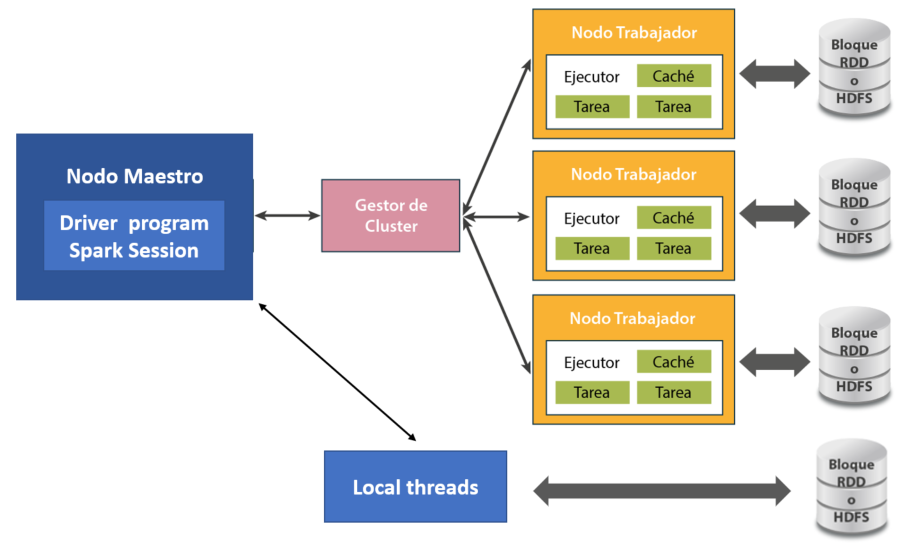 Nodo Maestro
Driver program
Spark Session
Gestor de
Cluster
Nodo Trabajador
Ejecutor
Caché
Tarea
Tarea
Bloque
RDD
o
HDFS
Nodo Trabajador
Ejecutor
Caché
Tarea
Tarea
Bloque
RDD
o
HDFS
Nodo Trabajador
Ejecutor
Caché
Tarea
Tarea
Bloque
RDD
o
HDFS
Local threads
Bloque
RDD
o
HDFS